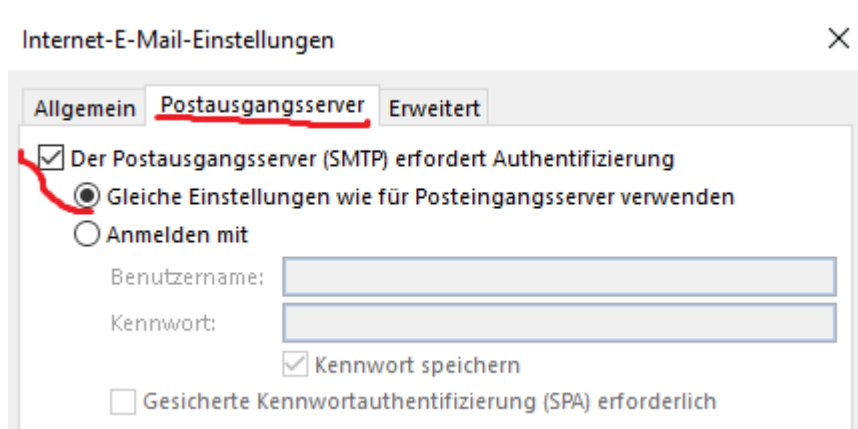 Internet-E-Mail-Einstellungen
Allgemein Postausgangsserver Erweitert
Der Postausgangsserver (SMTP) erfordert Authentifizierung
Gleiche Einstellungen wie für Posteingangsserver verwenden
Anmelden mit
Benutzername:
Kennwort:
Kennwort speichern
Gesicherte Kennwortauthentifizierung (SPA) erforderlich